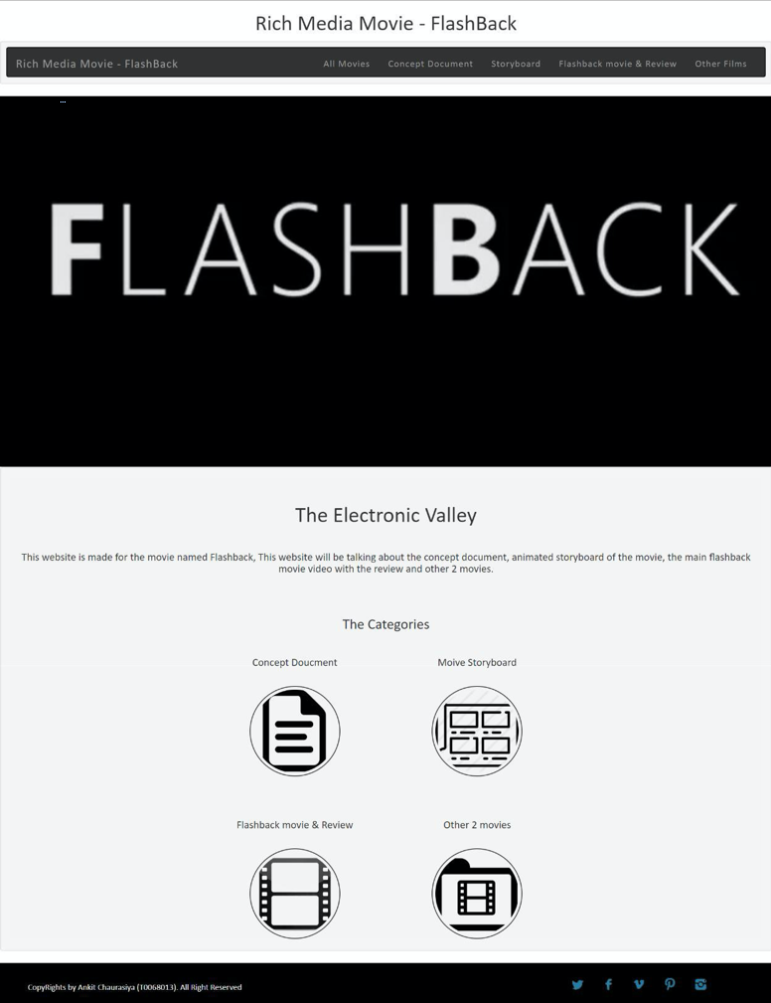 Rich Media Movie - FlashBack
Rich Media Movie - FlashBack All Movies Concept Document Storyboard Flashback movie & Review Other Films
FLASHBACK
The Electronic Valley
This website is made for the movie named Flashback, This website will be talking about the concept document, animated storyboard of the movie, the main flashback
movie video with the review and other 2 movies.
The Categories
Concept Doucment Moive Storyboard
Flashback movie & Review Other 2 movies
CopyRights by Ankit Chaurasiya (T0068013). All Right Reserved